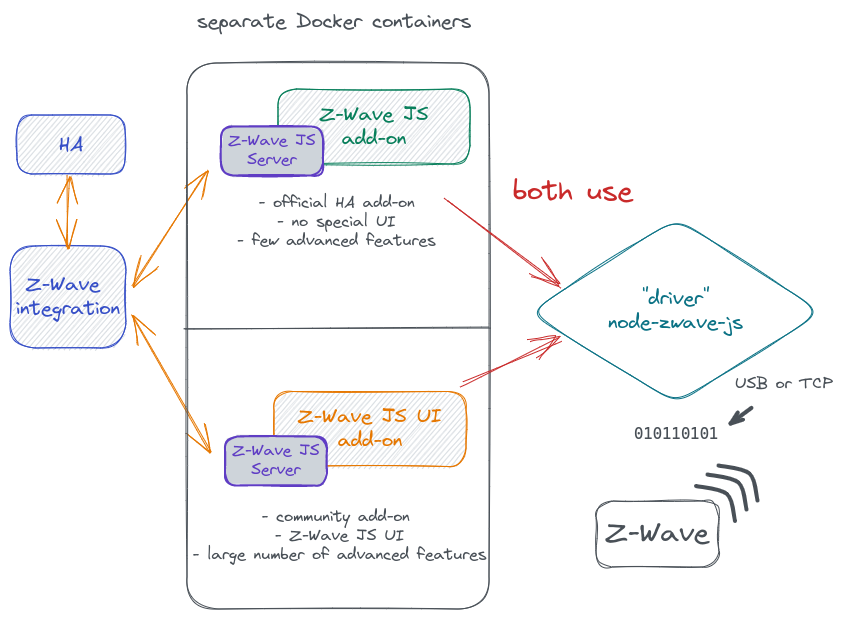 separate Docker containers
HA
Z-Wave
integration
Z-Wave JS
add-on
Z-Wave JS
Server
- official HA add-on
- no special UI
- few advanced features
Z-Wave JS UI
add-on
Z-Wave JS
Server
- community add-on
- Z-Wave JS UI
- large number of advanced features
both use
"driver"
node-zwave-js
USB or TCP
010110101
Z-Wave